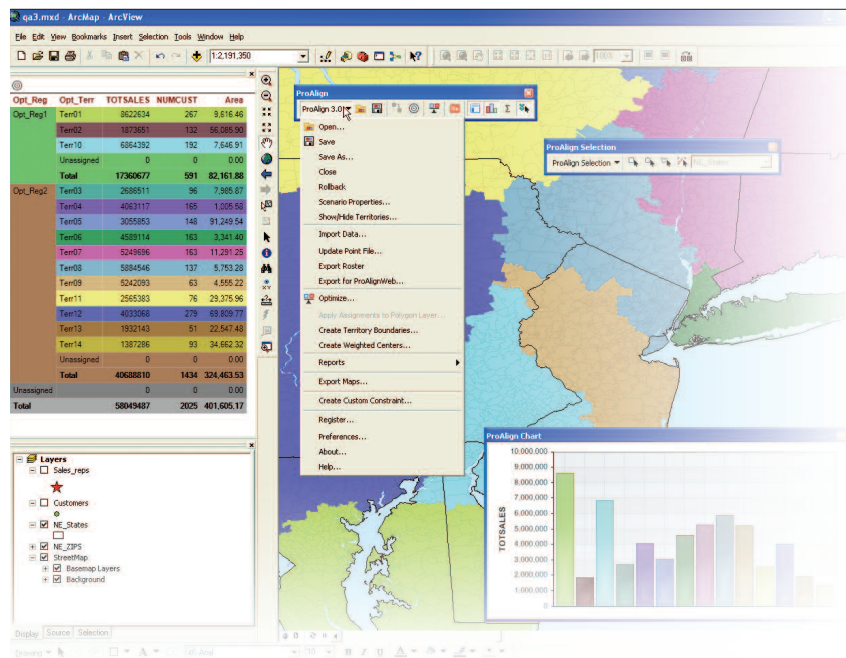 qa3.mxd - ArcMap - ArcView
File Edit View Bookmarks Insert Selection Tools Window Help
1:2,191,350
100%
Opt_Reg Opt_Terr TOTSALES NUMCUST Area
Opt_Reg1 Terr01 8622634 267 9,616.46
Terr02 1873651 132 56,085.90
Terr10 6864392 192 7,646.91
Unassigned 0 0 0.00
Total 17360677 591 82,161.88
Opt_Reg2 Terr03 2686511 96 7,985.87
Terr04 4063117 165 1,005.58
Terr05 3055853 148 91,249.54
Terr06 4589114 163 3,341.40
Terr07 5249696 163 11,291.25
Terr08 5884546 137 5,753.28
Terr09 5242093 63 4,555.22
Terr11 2565383 76 29,375.96
Terr12 4033068 279 69,809.77
Terr13 1932143 51 22,547.48
Terr14 1387286 93 34,662.32
Unassigned 0 0 0.00
Total 40688810 1434 324,463.53
Unassigned 0 0 0.00
Total 58049487 2025 401,605.17
ProAlign
ProAlign 3.0
Open...
Save
Save As...
Close
Rollback
Scenario Properties...
Show/Hide Territories...
Import Data...
Update Point File...
Export Roster
Export for ProAlignWeb...
Optimize...
Apply Assignments to Polygon Layer...
Create Territory Boundaries...
Create Weighted Centers...
Reports
Export Maps...
Create Custom Constraint...
Register...
Preferences...
About...
Help...
ProAlign Selection
ProAlign Selection NE_States
Layers
Sales_reps
Customers
NE_States
NE_ZIPS
StreetMap
Basemap Layers
Background
Display Source Selection
ProAlign Chart
TOTSALES
10,000,000
9,000,000
8,000,000
7,000,000
6,000,000
5,000,000
4,000,000
3,000,000
2,000,000
1,000,000
0
Drawing A Arial 10 B I U A